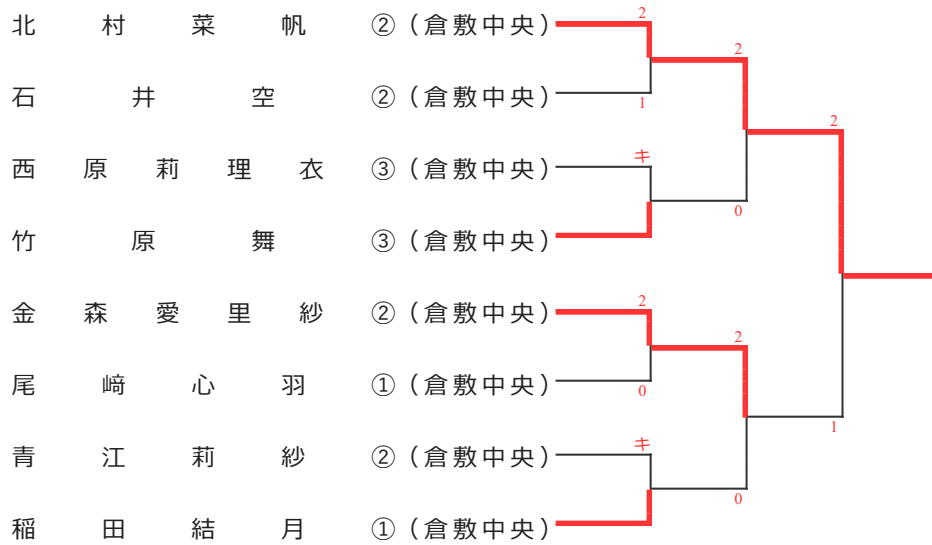 北村菜帆 ②（倉敷中央） 2
2
石井空 ②（倉敷中央） 1
2
西原莉理衣 ③（倉敷中央） キ
0
竹原舞 ③（倉敷中央）
金森愛里紗 ②（倉敷中央） 2
2
尾﨑心羽 ①（倉敷中央） 0
1
青江莉紗 ②（倉敷中央） キ
0
稲田結月 ①（倉敷中央）